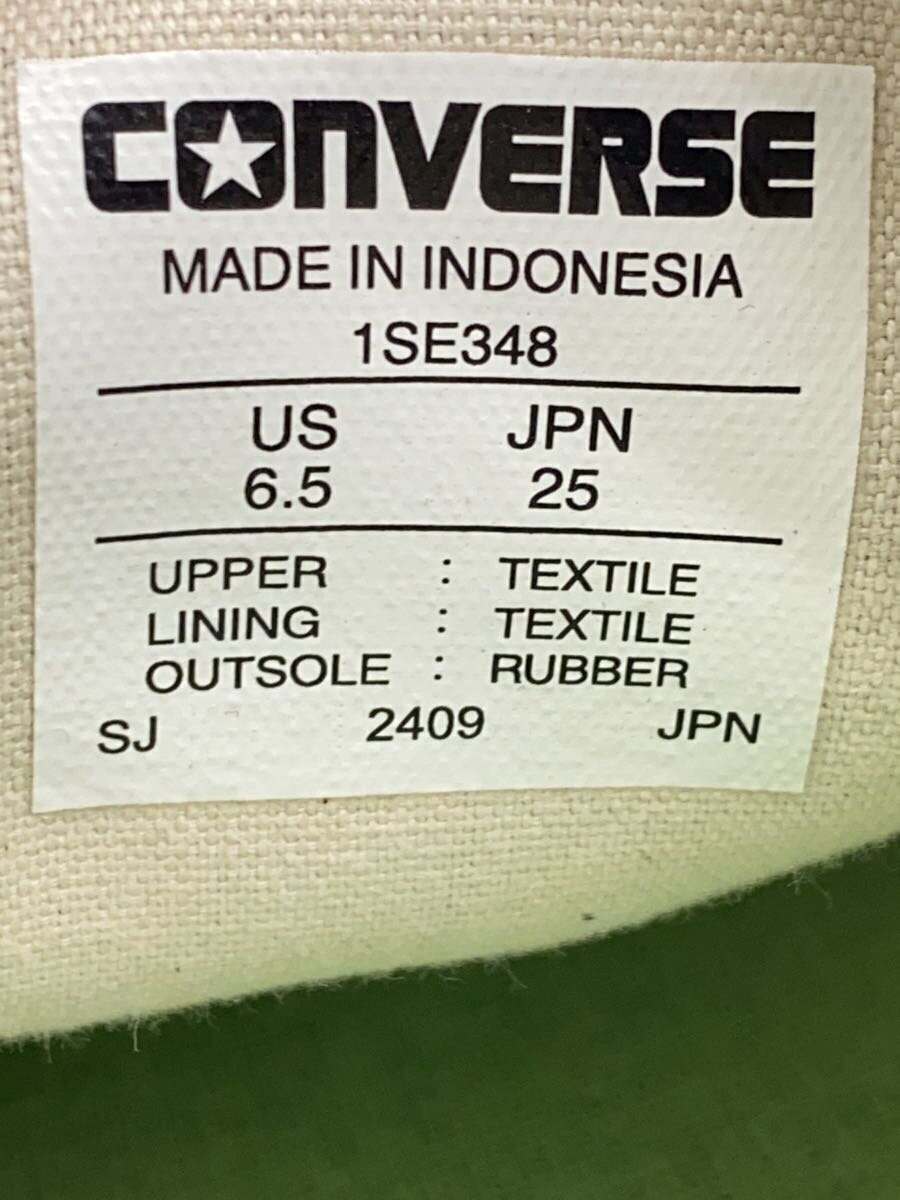 CONVERSE
MADE IN INDONESIA
1SE348
US JPN
6.5 25
UPPER : TEXTILE
LINING : TEXTILE
OUTSOLE : RUBBER
SJ 2409 JPN